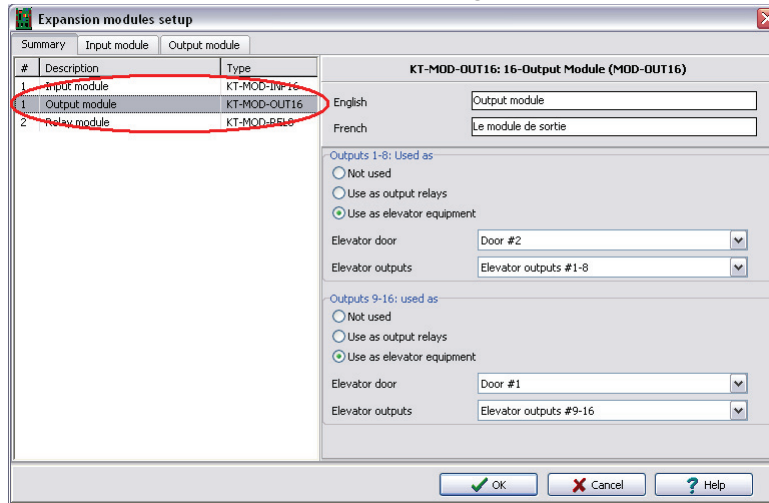 Expansion modules setup
Summary Input module Output module
# Description Type
1 Input module KT-MOD-INP16
1 Output module KT-MOD-OUT16
2 Relay module KT-MOD-REL8
KT-MOD-OUT16: 16-Output Module (MOD-OUT16)
English Output module
French Le module de sortie
Outputs 1-8: Used as
Not used
Use as output relays
Use as elevator equipment
Elevator door Door #2
Elevator outputs Elevator outputs #1-8
Outputs 9-16: used as
Not used
Use as output relays
Use as elevator equipment
Elevator door Door #1
Elevator outputs Elevator outputs #9-16
OK Cancel ? Help